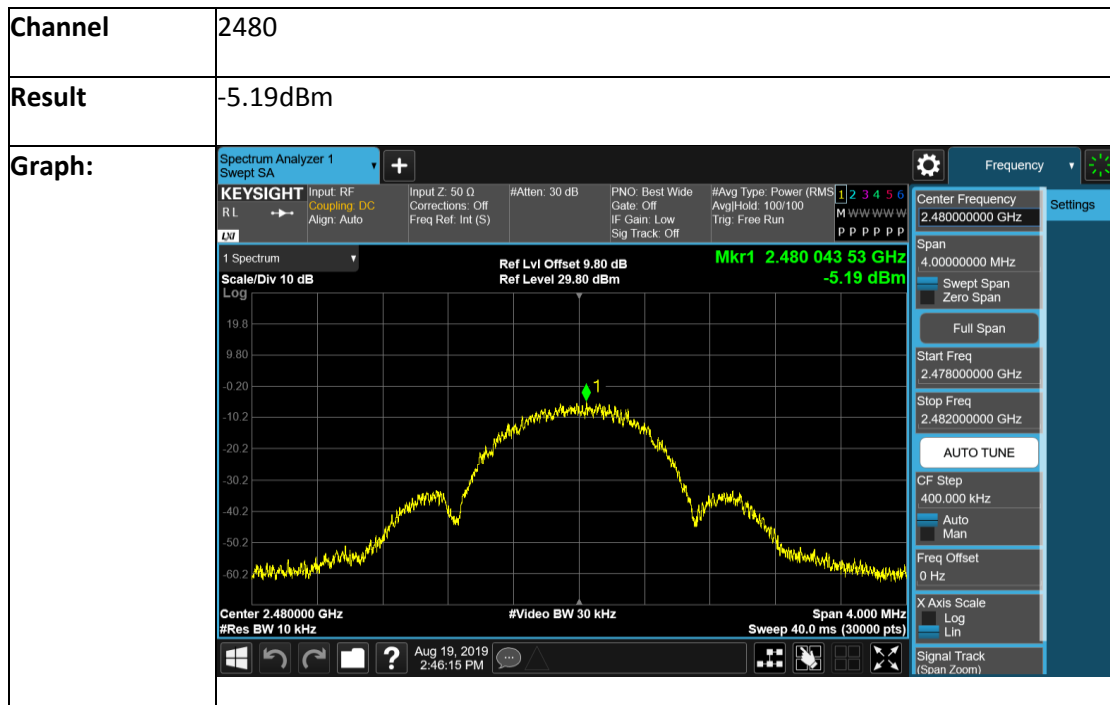 Channel 2480
Result -5.19dBm
Graph:
Spectrum Analyzer 1
Swept SA
+
Frequency
KEYSIGHT
R L
LXI
Input: RF
Coupling: DC
Align: Auto
Input Z: 50 Ω
Corrections: Off
Freq Ref: Int (S)
#Atten: 30 dB
PNO: Best Wide
Gate: Off
IF Gain: Low
Sig Track: Off
#Avg Type: Power (RMS
Avg|Hold: 100/100
Trig: Free Run
1 2 3 4 5 6
M W W W W W
P P P P P P
1 Spectrum
Scale/Div 10 dB
Ref Lvl Offset 9.80 dB
Ref Level 29.80 dBm
Mkr1 2.480 043 53 GHz
-5.19 dBm
Log
19.8
9.80
-0.20
-10.2
-20.2
-30.2
-40.2
-50.2
-60.2
1
Center 2.480000 GHz
#Res BW 10 kHz
#Video BW 30 kHz
Span 4.000 MHz
Sweep 40.0 ms (30000 pts)
?
Aug 19, 2019
2:46:15 PM
Center Frequency
2.480000000 GHz
Settings
Span
4.00000000 MHz
Swept Span
Zero Span
Full Span
Start Freq
2.478000000 GHz
Stop Freq
2.482000000 GHz
AUTO TUNE
CF Step
400.000 kHz
Auto
Man
Freq Offset
0 Hz
X Axis Scale
Log
Lin
Signal Track
(Span Zoom)